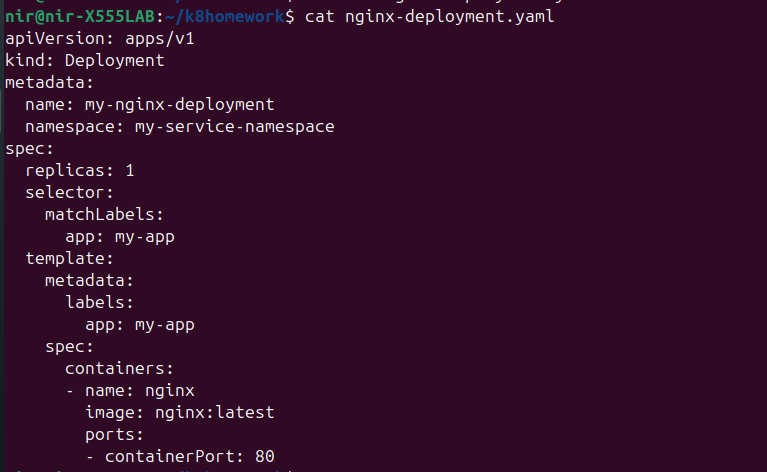 nir@nir-X555LAB:~/k8homework$ cat nginx-deployment.yaml
apiVersion: apps/v1
kind: Deployment
metadata:
  name: my-nginx-deployment
  namespace: my-service-namespace
spec:
  replicas: 1
  selector:
    matchLabels:
      app: my-app
  template:
    metadata:
      labels:
        app: my-app
    spec:
      containers:
      - name: nginx
        image: nginx:latest
        ports:
        - containerPort: 80